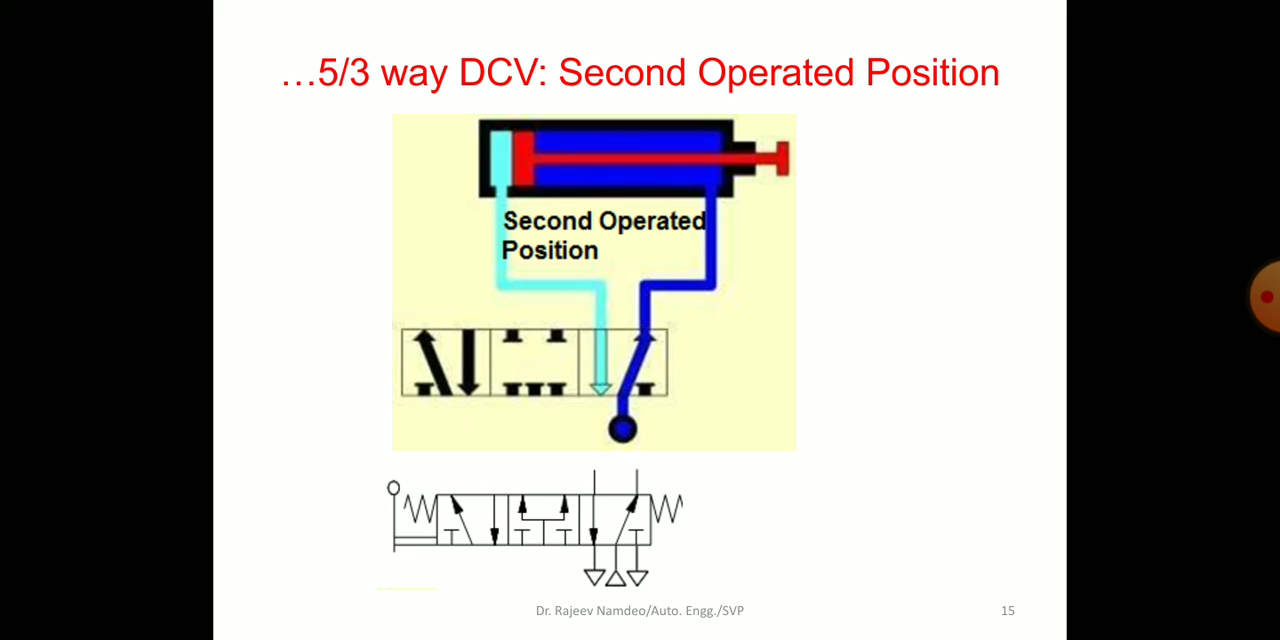 …5/3 way DCV: Second Operated Position
Second Operated
Position
Dr. Rajeev Namdeo/Auto. Engg./SVP
15